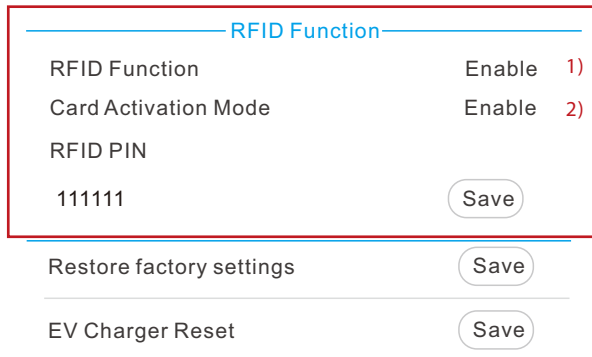 RFID Function
RFID Function Enable 1)
Card Activation Mode Enable 2)
RFID PIN
111111 Save
Restore factory settings Save
EV Charger Reset Save